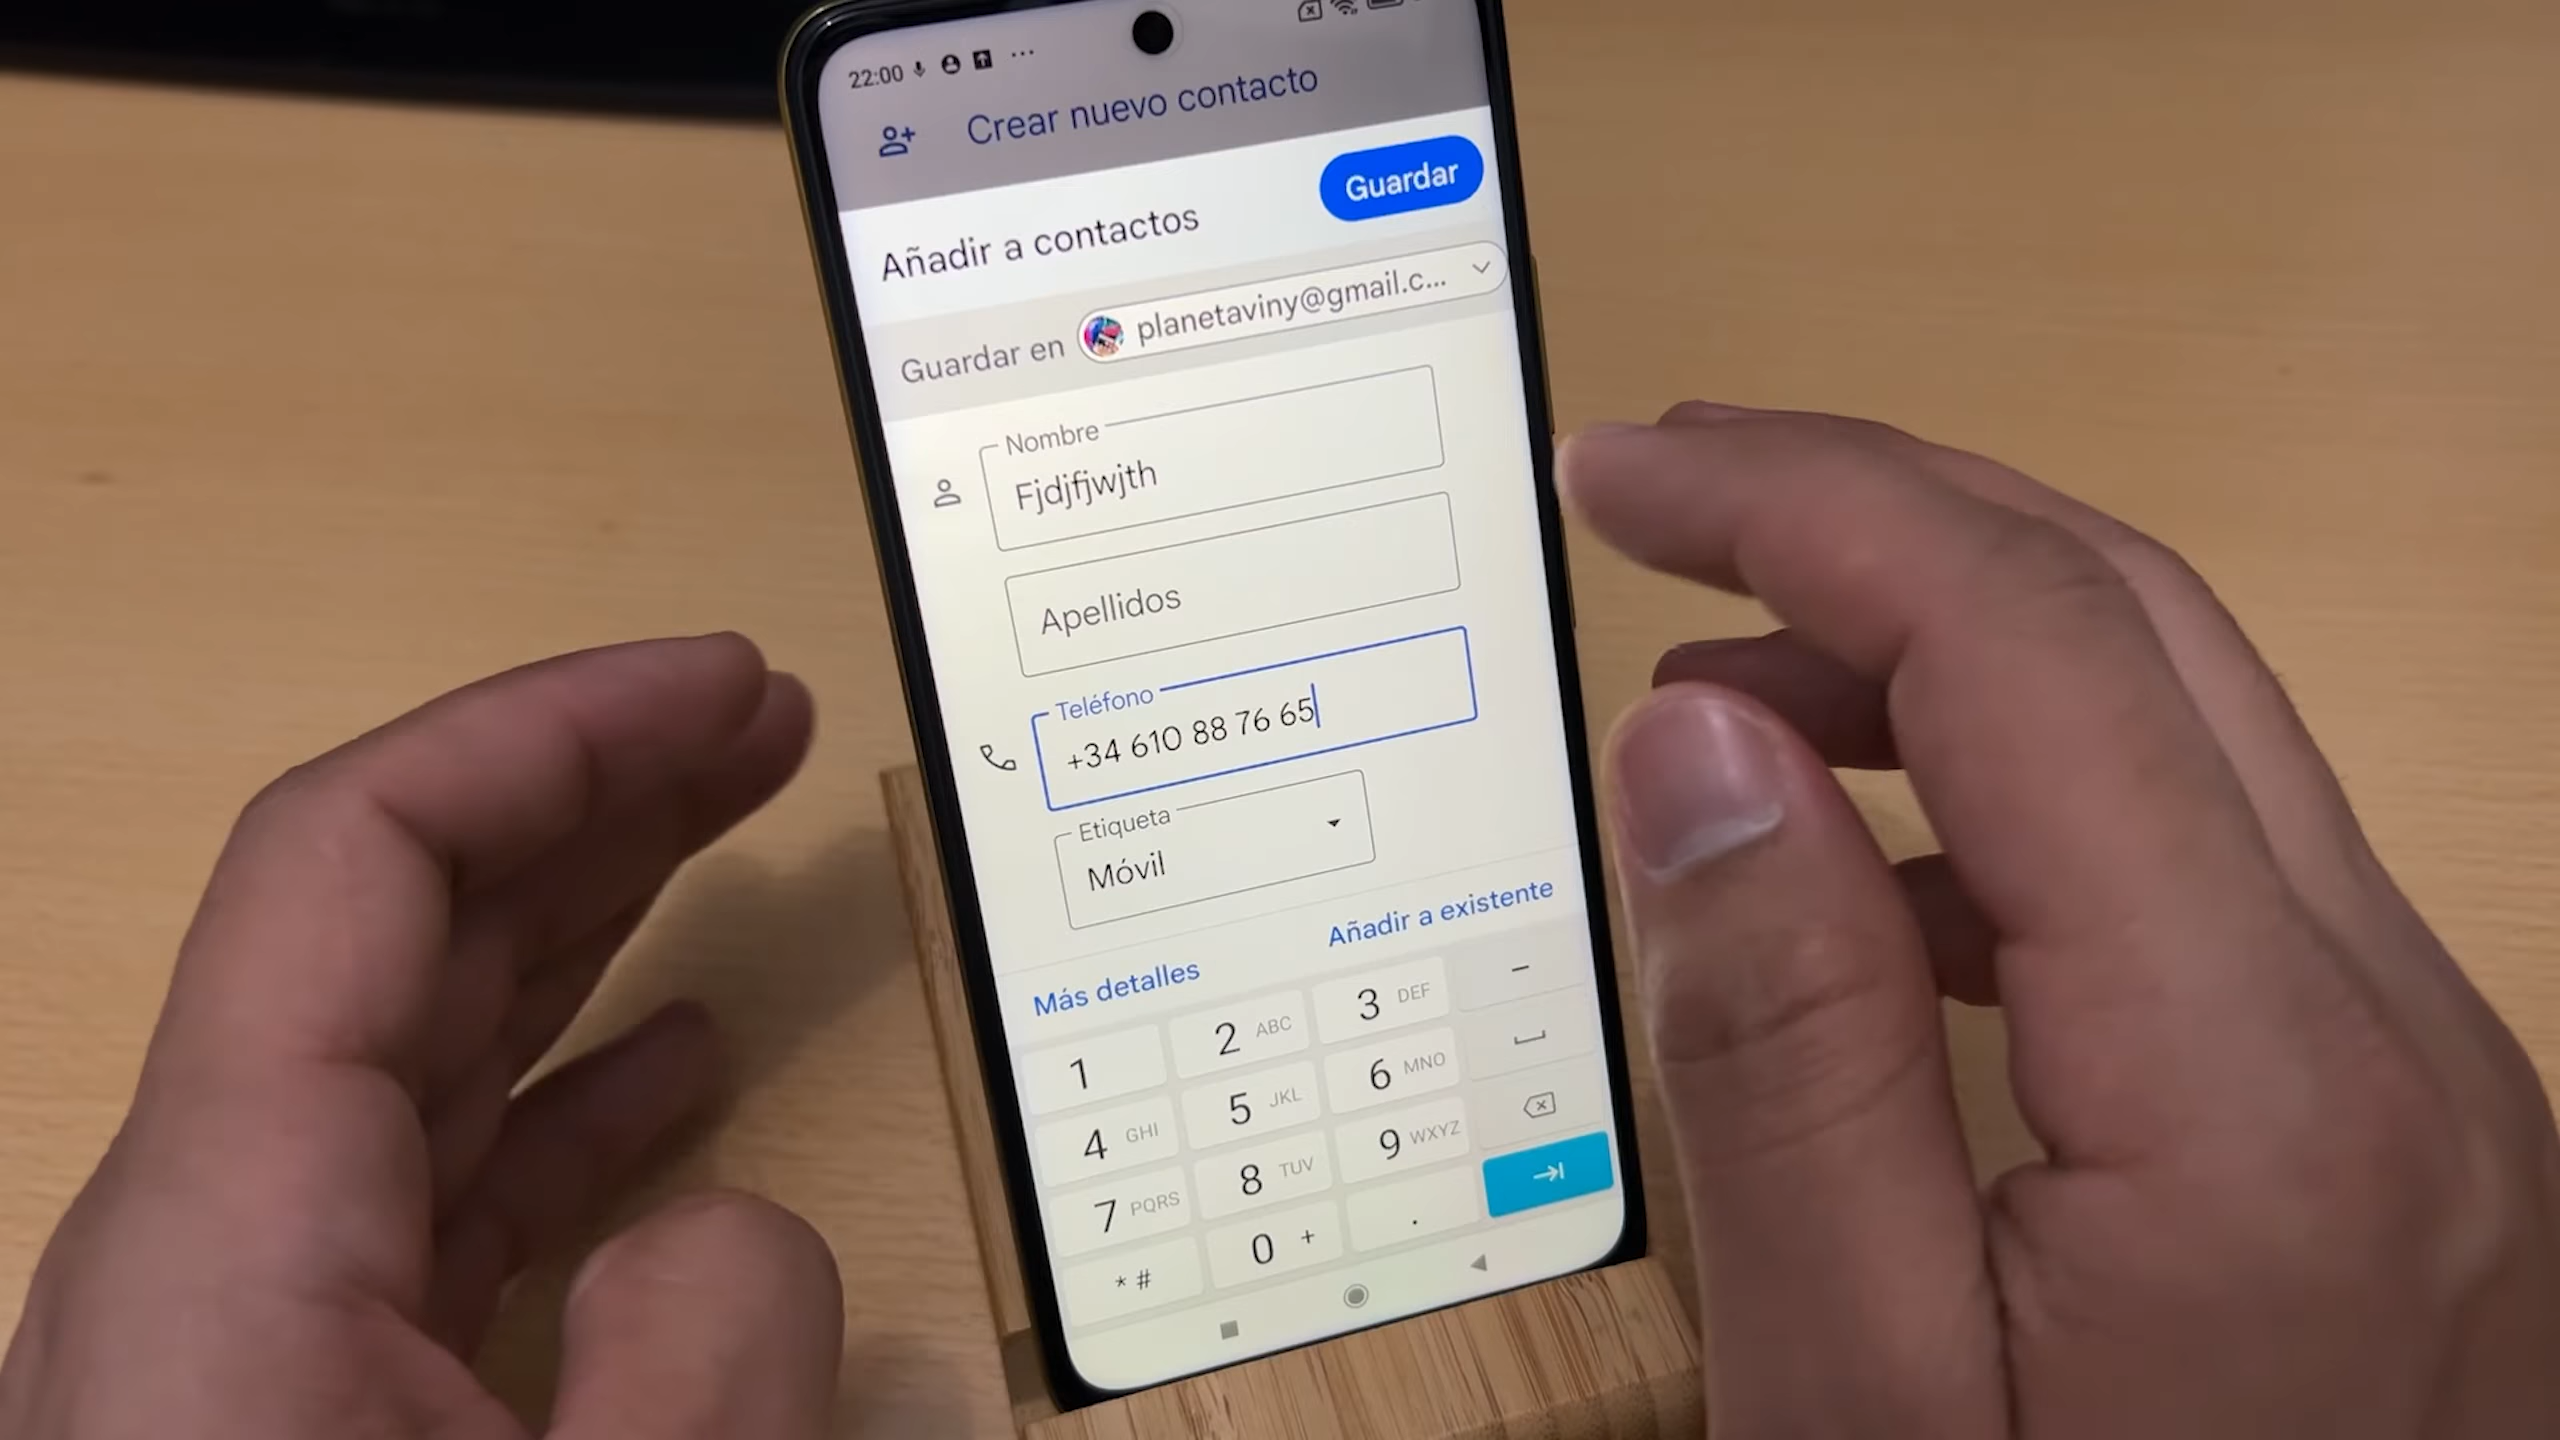 22:00 ...
Crear nuevo contacto
Añadir a contactos
Guardar
Guardar en planetaviny@gmail.c...
Nombre
Fjdjfjwjth
Apellidos
Teléfono
+34 610 88 76 65
Etiqueta
Móvil
Más detalles
Añadir a existente
1 2 ABC 3 DEF -
4 GHI 5 JKL 6 MNO
7 PQRS 8 TUV 9 WXYZ
* # 0 + .